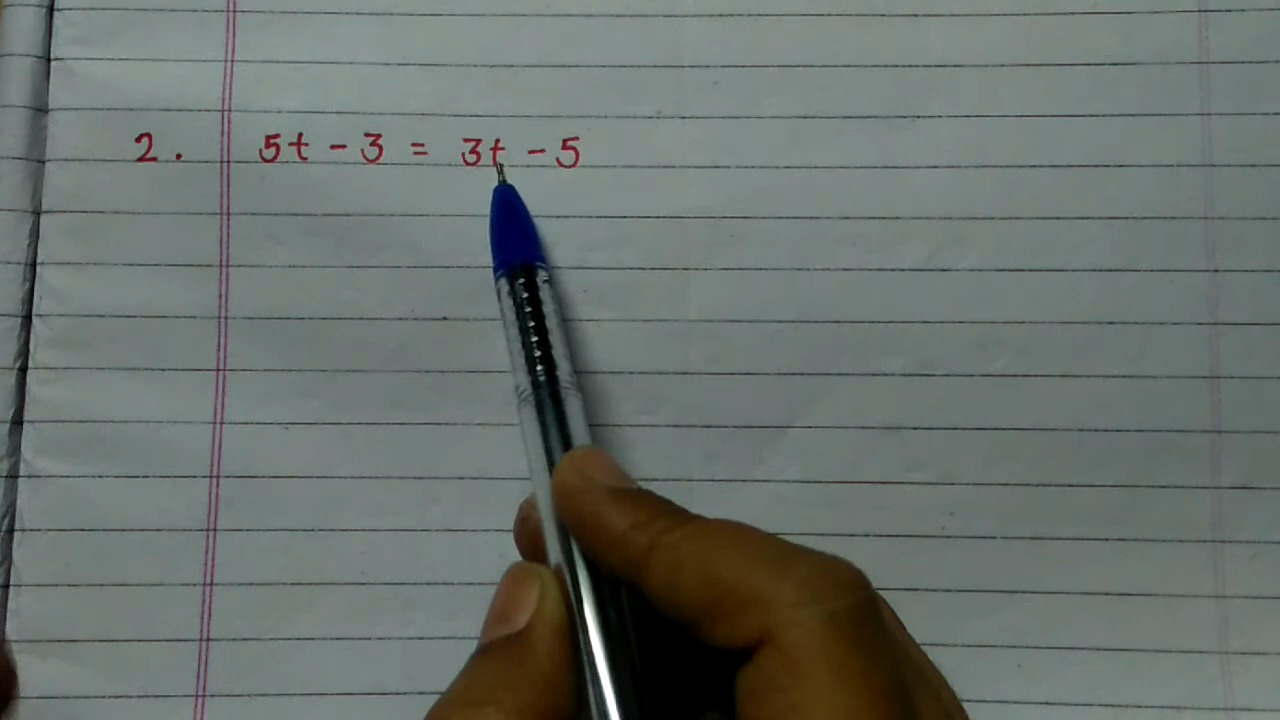 2. 5t - 3 = 3t - 5